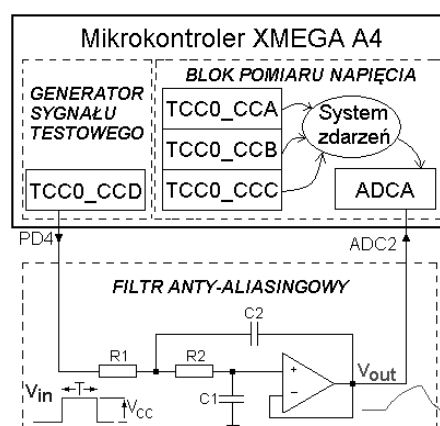 Mikrokontroler XMEGA A4
GENERATOR
SYGNAŁU
TESTOWEGO
TCC0_CCD
BLOK POMIARU NAPIĘCIA
TCC0_CCA
TCC0_CCB
TCC0_CCC
System
zdarzeń
ADCA
PD4
ADC2
FILTR ANTY-ALIASINGOWY
C2
R1
R2
C1
+
−
Vin
T
Vcc
Vout